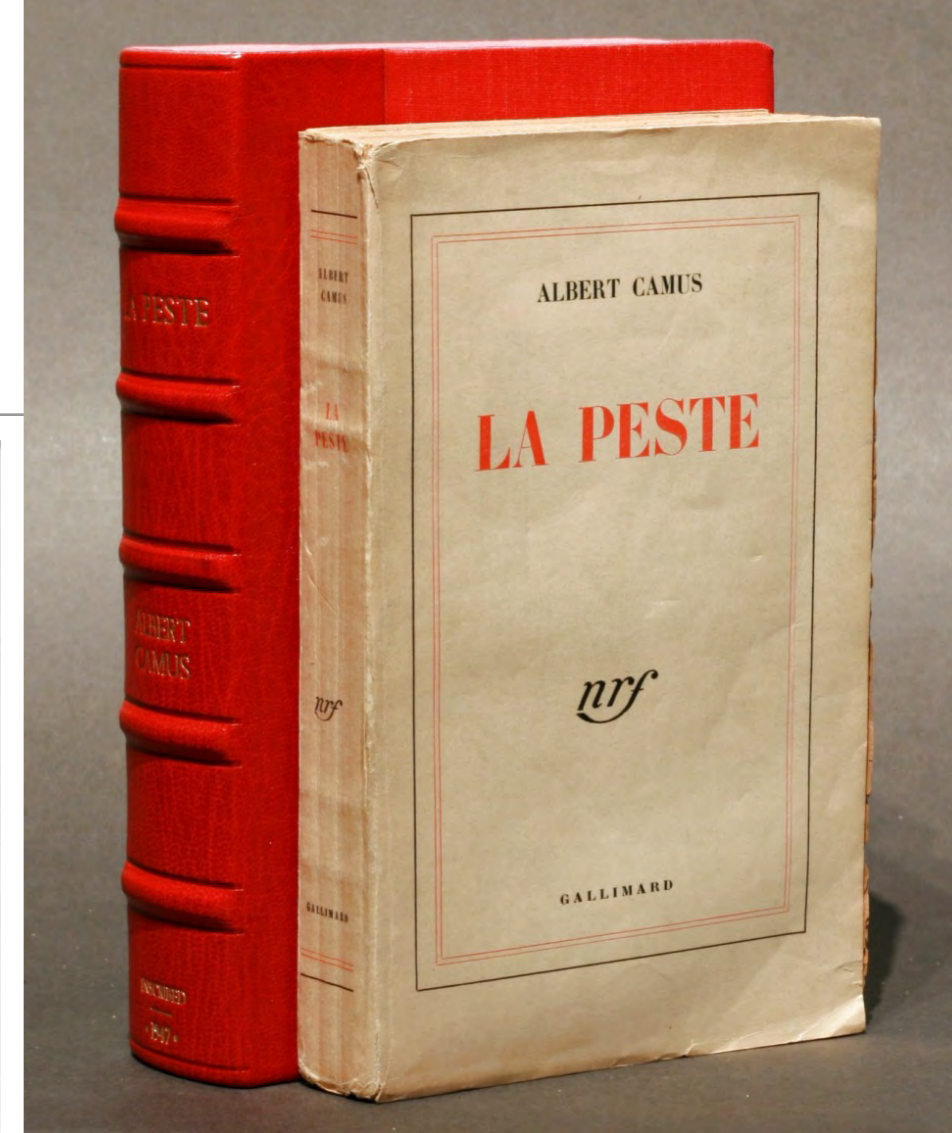 LA PESTE
ALBERT
CAMUS
INSCRIBED
1947
ALBERT
CAMUS
LA
PESTE
nrf
GALLIMARD
ALBERT CAMUS
LA PESTE
nrf
GALLIMARD